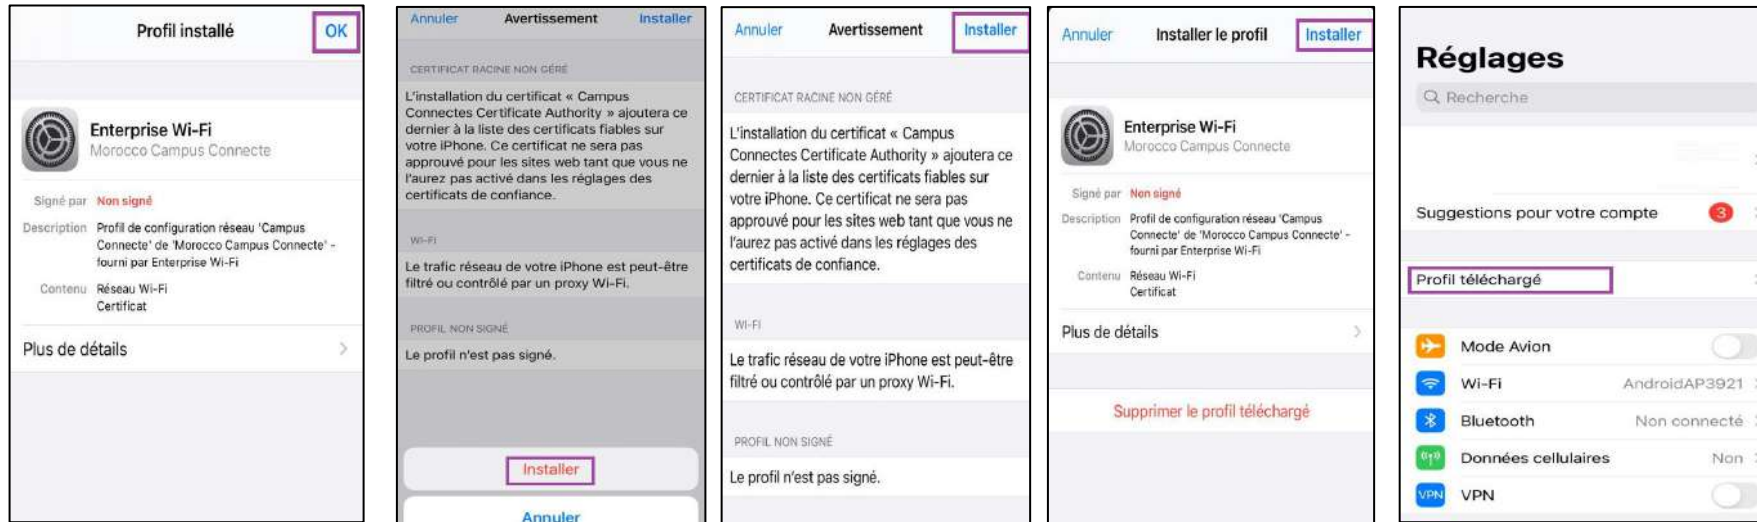 Profil installé
OK
Enterprise Wi-Fi
Morocco Campus Connecte
Signé par Non signé
Description Profil de configuration réseau 'Campus
Connecte' de 'Morocco Campus Connecte' -
fourni par Enterprise Wi-Fi
Contenu Réseau Wi-Fi
Certificat
Plus de détails
Annuler Avertissement Installer
CERTIFICAT RACINE NON GÉRÉ
L'installation du certificat « Campus
Connectes Certificate Authority » ajoutera ce
dernier à la liste des certificats fiables sur
votre iPhone. Ce certificat ne sera pas
approuvé pour les sites web tant que vous ne
l'aurez pas activé dans les réglages des
certificats de confiance.
WI-FI
Le trafic réseau de votre iPhone est peut-être
filtré ou contrôlé par un proxy Wi-Fi.
PROFIL NON SIGNÉ
Le profil n'est pas signé.
Installer
Annuler
Annuler Avertissement Installer
CERTIFICAT RACINE NON GÉRÉ
L'installation du certificat « Campus
Connectes Certificate Authority » ajoutera ce
dernier à la liste des certificats fiables sur
votre iPhone. Ce certificat ne sera pas
approuvé pour les sites web tant que vous ne
l'aurez pas activé dans les réglages des
certificats de confiance.
WI-FI
Le trafic réseau de votre iPhone est peut-être
filtré ou contrôlé par un proxy Wi-Fi.
PROFIL NON SIGNÉ
Le profil n'est pas signé.
Annuler Installer le profil Installer
Enterprise Wi-Fi
Morocco Campus Connecte
Signé par Non signé
Description Profil de configuration réseau 'Campus
Connecte' de 'Morocco Campus Connecte' -
fourni par Enterprise Wi-Fi
Contenu Réseau Wi-Fi
Certificat
Plus de détails
Supprimer le profil téléchargé
Réglages
Recherche
Suggestions pour votre compte 3
Profil téléchargé
Mode Avion
Wi-Fi AndroidAP3921
Bluetooth Non connecté
Données cellulaires Non
VPN VPN